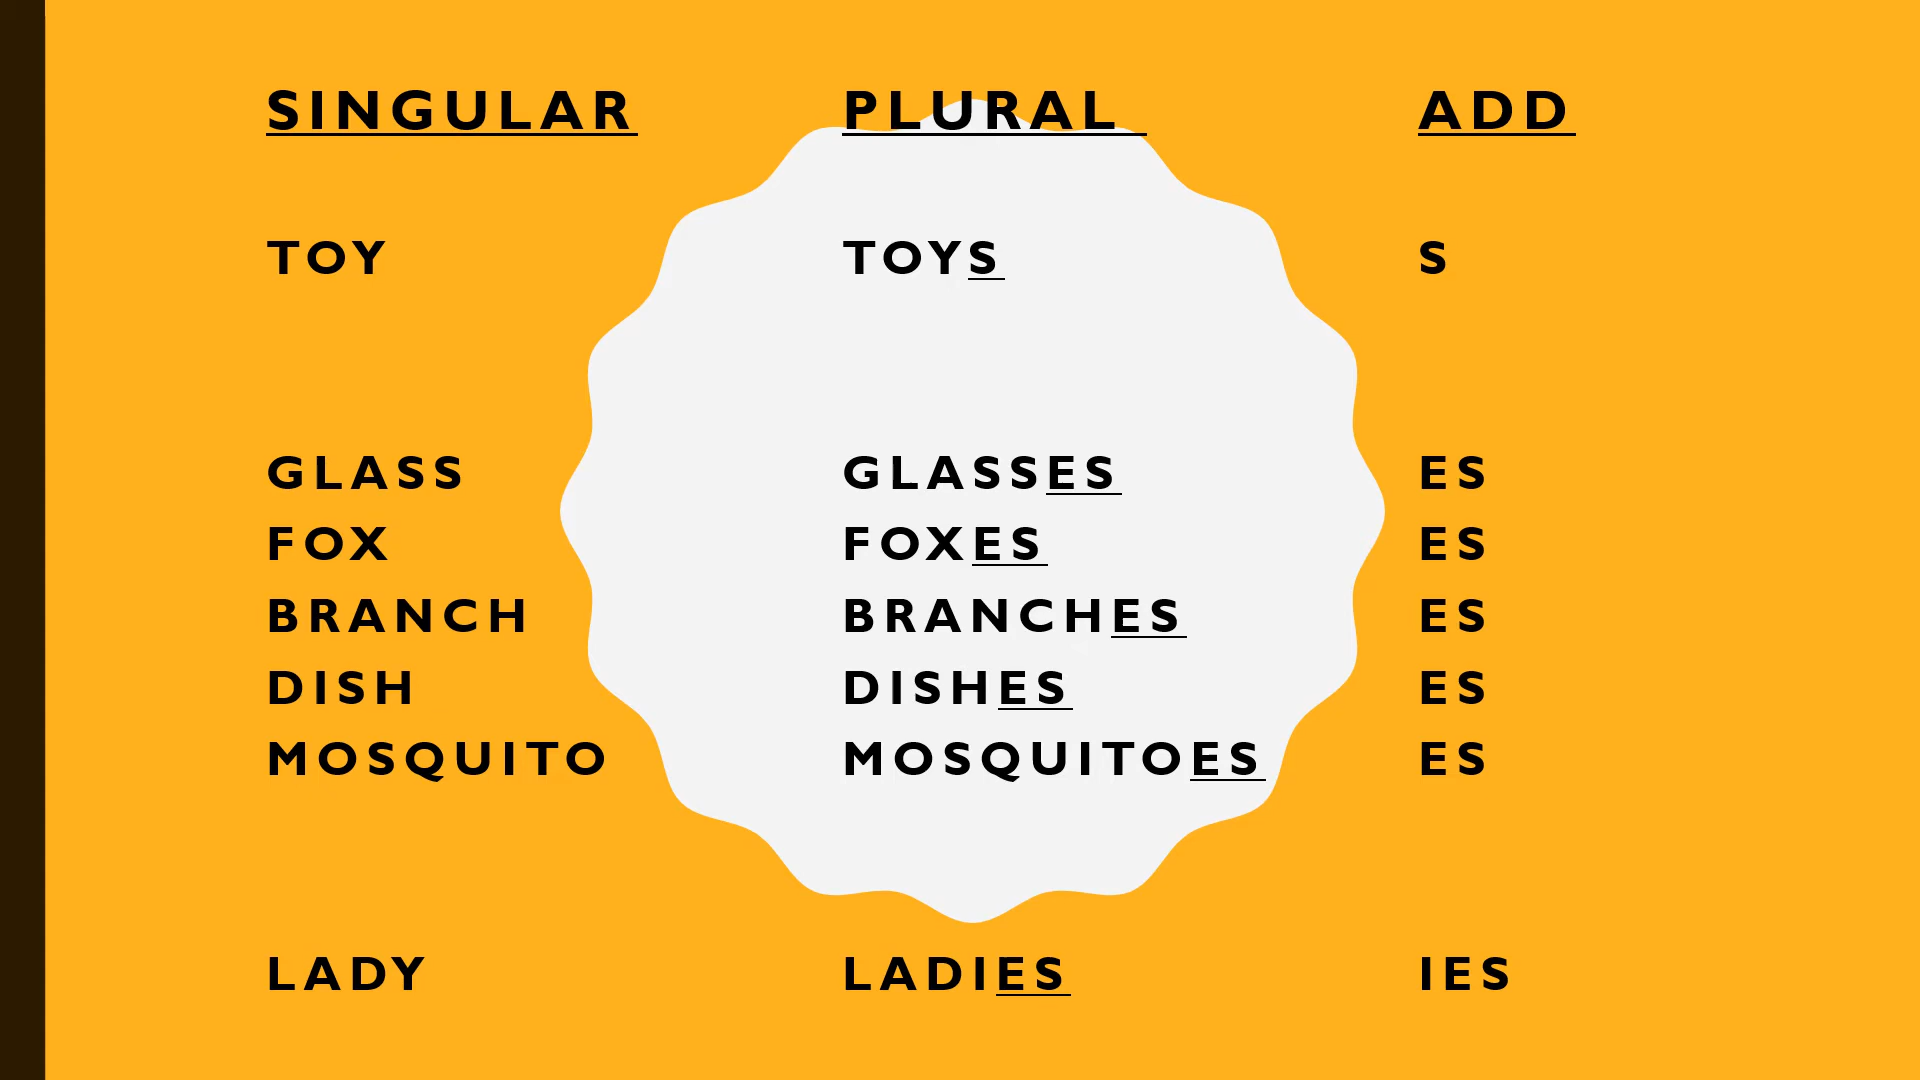 SINGULAR PLURAL ADD
TOY TOYS S
GLASS GLASSES ES
FOX FOXES ES
BRANCH BRANCHES ES
DISH DISHES ES
MOSQUITO MOSQUITOES ES
LADY LADIES IES